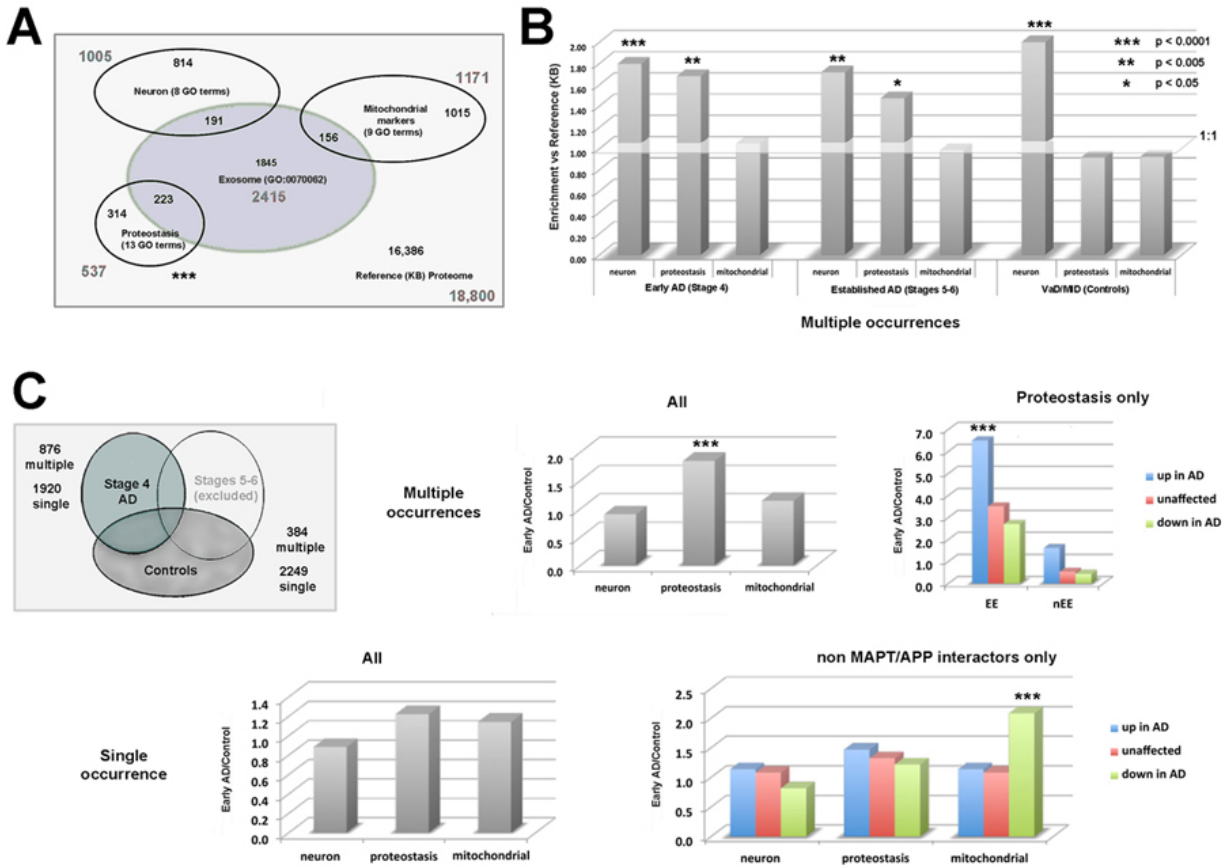 A
1005
814
Neuron (8 GO terms)
191
1171
Mitochondrial
markers
(9 GO terms)
1015
156
1845
Exosome (GO:0070062)
2415
223
314
Proteostasis
(13 GO terms)
537
***
16,386
Reference (KB) Proteome
18,800
B
Enrichment vs Reference (KB)
2.00
1.80
1.60
1.40
1.20
1.00
0.80
0.60
0.40
0.20
0.00
***
**
**
*
***
*** p < 0.0001
** p < 0.005
* p < 0.05
1:1
neuron proteostasis mitochondrial neuron proteostasis mitochondrial neuron proteostasis mitochondrial
Early AD (Stage 4) Established AD (Stages 5-6) VaD/MID (Controls)
Multiple occurrences
C
876
multiple
1920
single
Stage 4
AD
Stages 5-6
(excluded)
Controls
384
multiple
2249
single
Multiple
occurrences
All
Early AD/Control
2.0
1.5
1.0
0.5
0.0
***
neuron proteostasis mitochondrial
Proteostasis only
Early AD/Control
7.0
6.0
5.0
4.0
3.0
2.0
1.0
0.0
***
EE nEE
up in AD
unaffected
down in AD
Single
occurrence
All
Early AD/Control
1.4
1.2
1.0
0.8
0.6
0.4
0.2
0.0
neuron proteostasis mitochondrial
non MAPT/APP interactors only
Early AD/Control
2.5
2.0
1.5
1.0
0.5
0.0
***
neuron proteostasis mitochondrial
up in AD
unaffected
down in AD